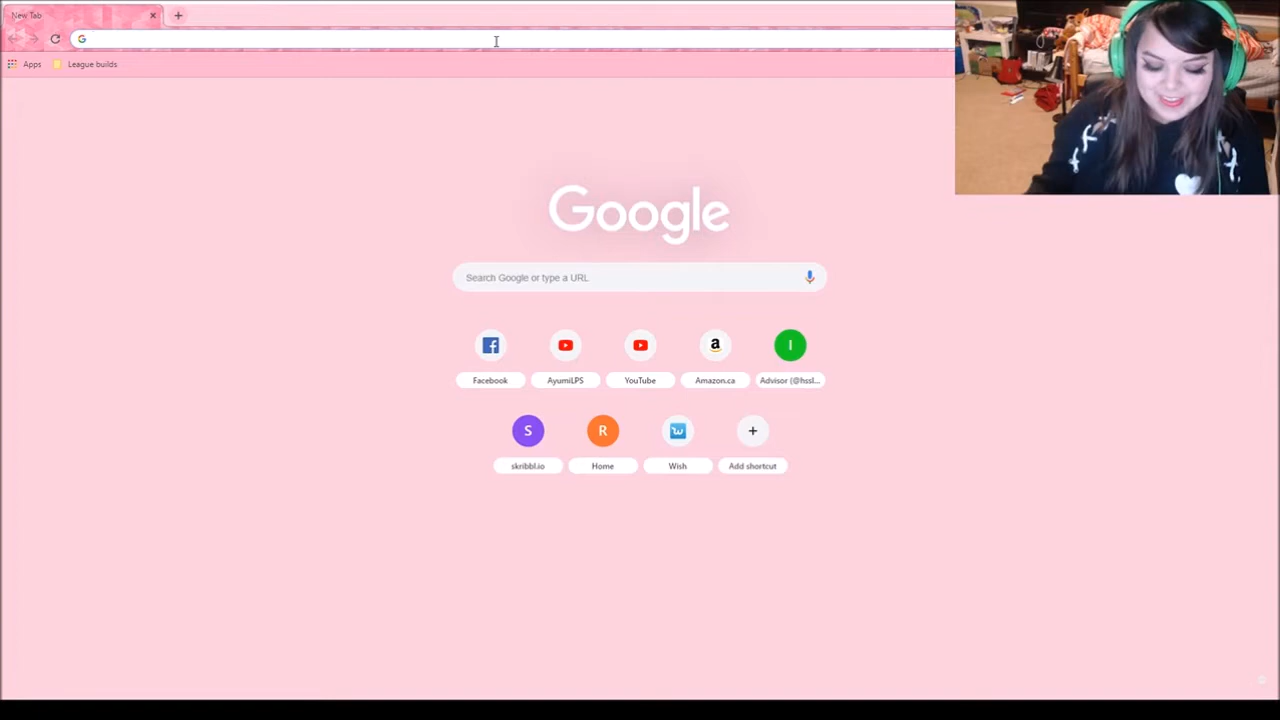 New Tab
Apps
League builds
Google
Search Google or type a URL
Facebook
AyumiLPS
YouTube
Amazon.ca
Advisor (@hssl...
skribbl.io
Home
Wish
Add shortcut